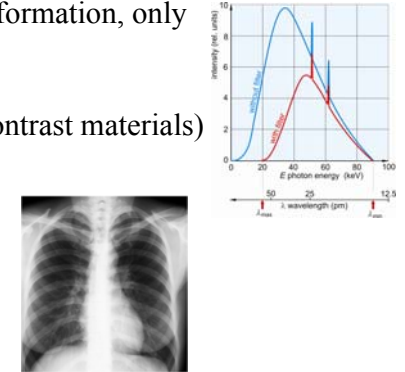 formation, only
ontrast materials)
intensity (rel. units)
10
8
6
4
2
0
without filter
with filter
0 20 40 60 80 100
E photon energy (keV)
50 25 12.5
λ wavelength (pm)
λmax λmin